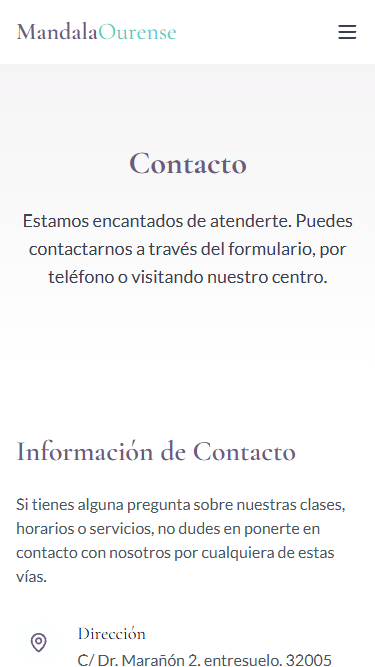 MandalaOurense
Contacto
Estamos encantados de atenderte. Puedes
contactarnos a través del formulario, por
teléfono o visitando nuestro centro.
Información de Contacto
Si tienes alguna pregunta sobre nuestras clases,
horarios o servicios, no dudes en ponerte en
contacto con nosotros por cualquiera de estas
vías.
Dirección
C/ Dr. Marañón 2, entresuelo, 32005